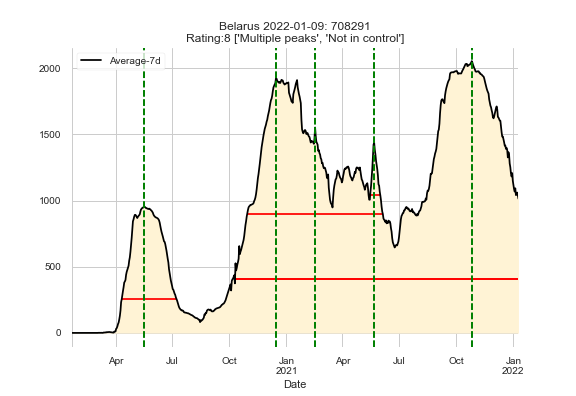 Belarus 2022-01-09: 708291
Rating:8 ['Multiple peaks', 'Not in control']
Average-7d
2000
1500
1000
500
0
Apr Jul Oct Jan Apr Jul Oct Jan
2021 2022
Date